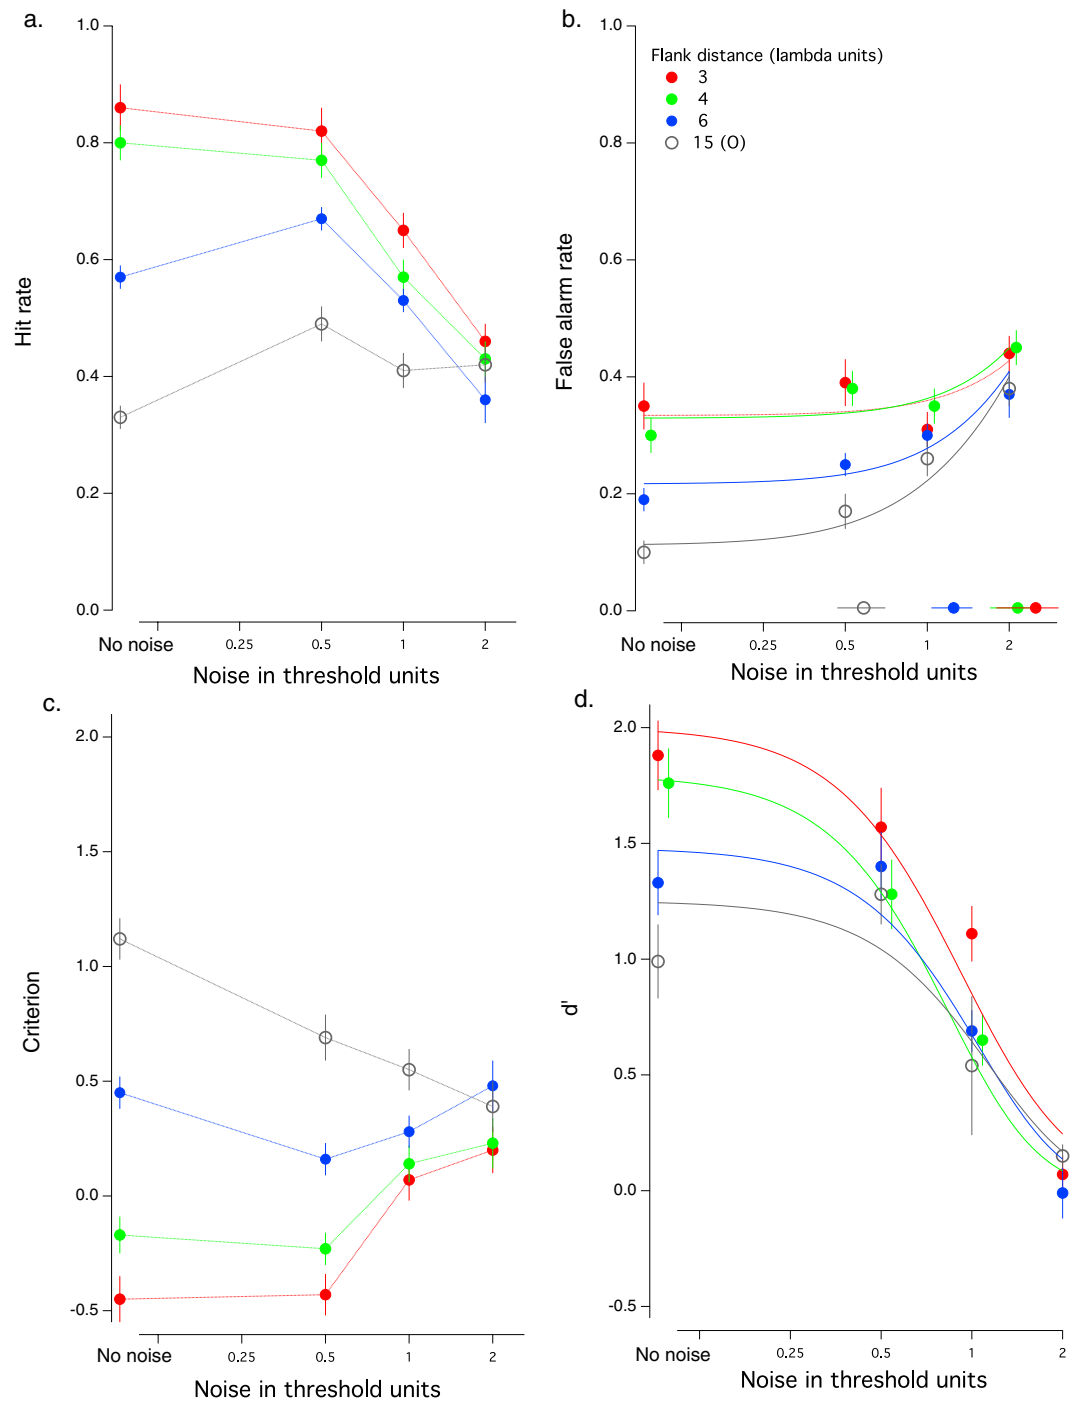 a.
1.0
0.8
0.6
0.4
0.2
0.0
Hit rate
No noise
0.25
0.5
1
2
Noise in threshold units
b.
Flank distance (lambda units)
3
4
6
15 (O)
1.0
0.8
0.6
0.4
0.2
0.0
False alarm rate
No noise
0.25
0.5
1
2
Noise in threshold units
c.
2.0
1.5
1.0
0.5
0.0
-0.5
Criterion
No noise
0.25
0.5
1
2
Noise in threshold units
d.
2.0
1.5
1.0
0.5
0.0
-0.5
d'
No noise
0.25
0.5
1
2
Noise in threshold units